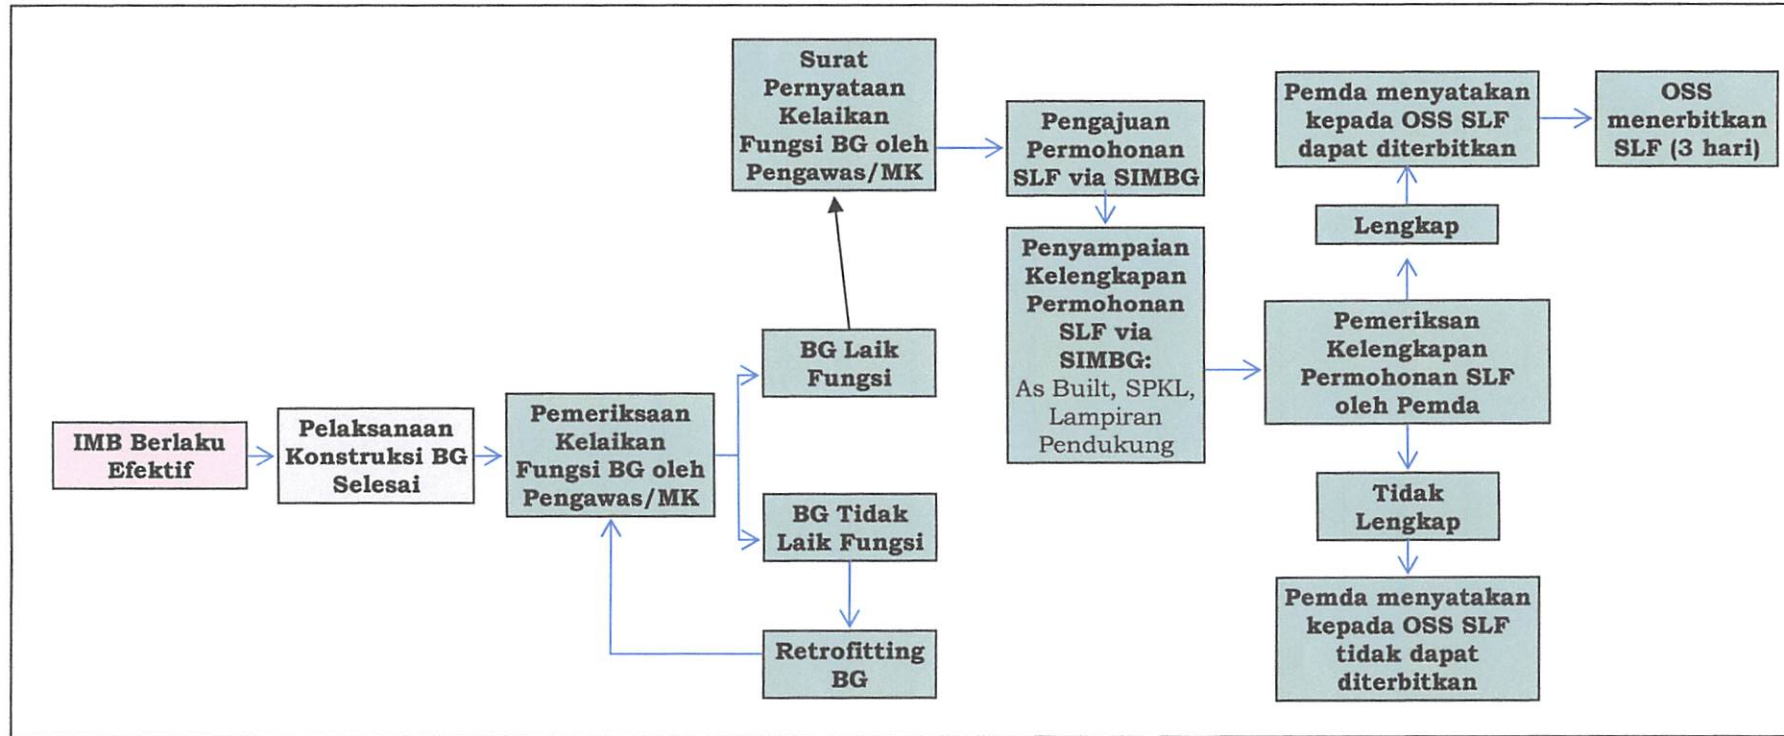 IMB Berlaku
Efektif
Pelaksanaan
Konstruksi BG
Selesai
Pemeriksaan
Kelaikan
Fungsi BG oleh
Pengawas/MK
BG Laik
Fungsi
BG Tidak
Laik Fungsi
Retrofitting
BG
Surat
Pernyataan
Kelaikan
Fungsi BG oleh
Pengawas/MK
Pengajuan
Permohonan
SLF via SIMBG
Penyampaian
Kelengkapan
Permohonan
SLF via
SIMBG:
As Built, SPKL,
Lampiran
Pendukung
Pemeriksan
Kelengkapan
Permohonan SLF
oleh Pemda
Lengkap
Pemda menyatakan
kepada OSS SLF
dapat diterbitkan
OSS
menerbitkan
SLF (3 hari)
Tidak
Lengkap
Pemda menyatakan
kepada OSS SLF
tidak dapat
diterbitkan